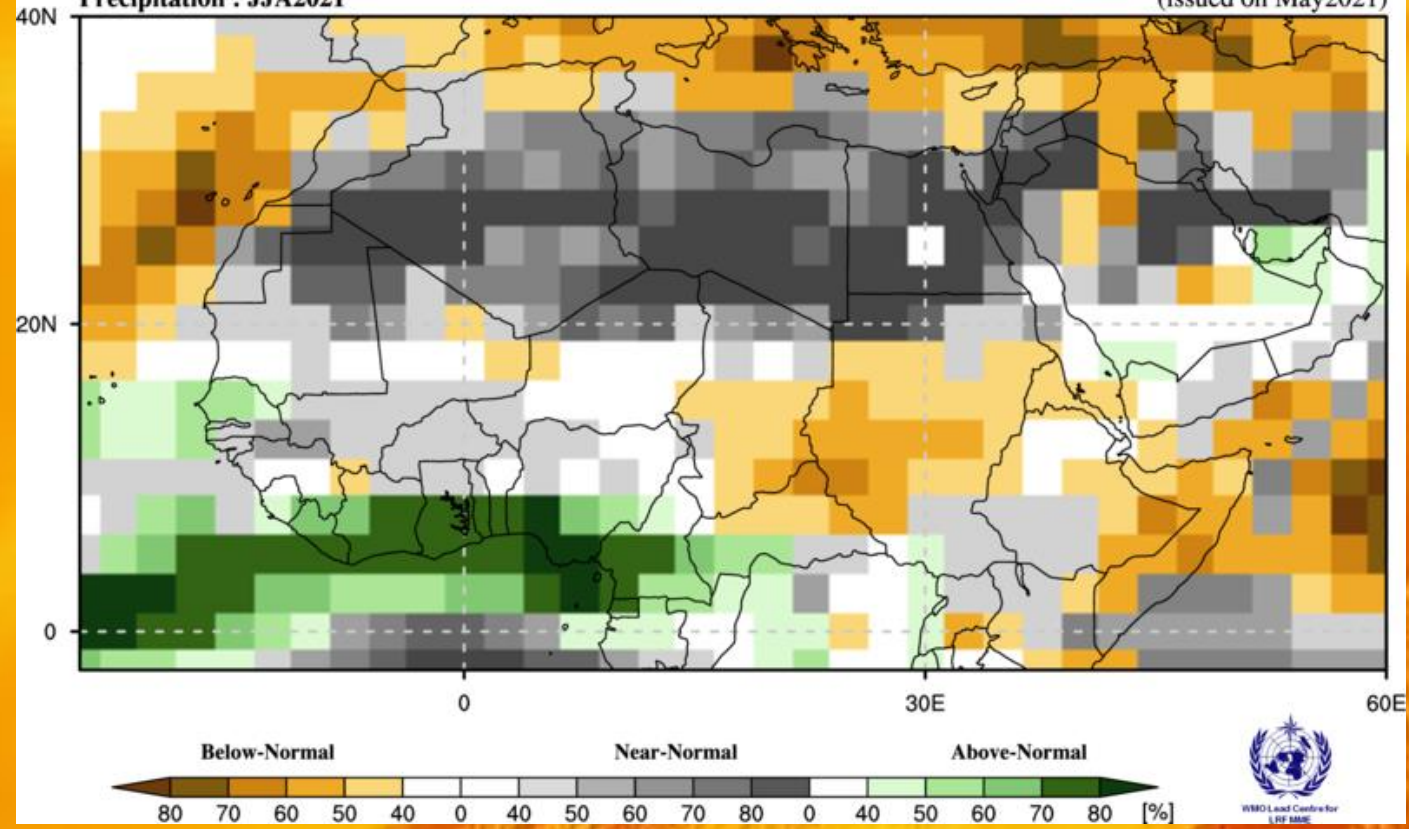 Precipitation : JJA2021
(issued on May2021)
40N
20N
0
0 30E 60E
Below-Normal Near-Normal Above-Normal
80 70 60 50 40 0 40 50 60 70 80 0 40 50 60 70 80 [%]
WMO Lead Centre for
LRF MME